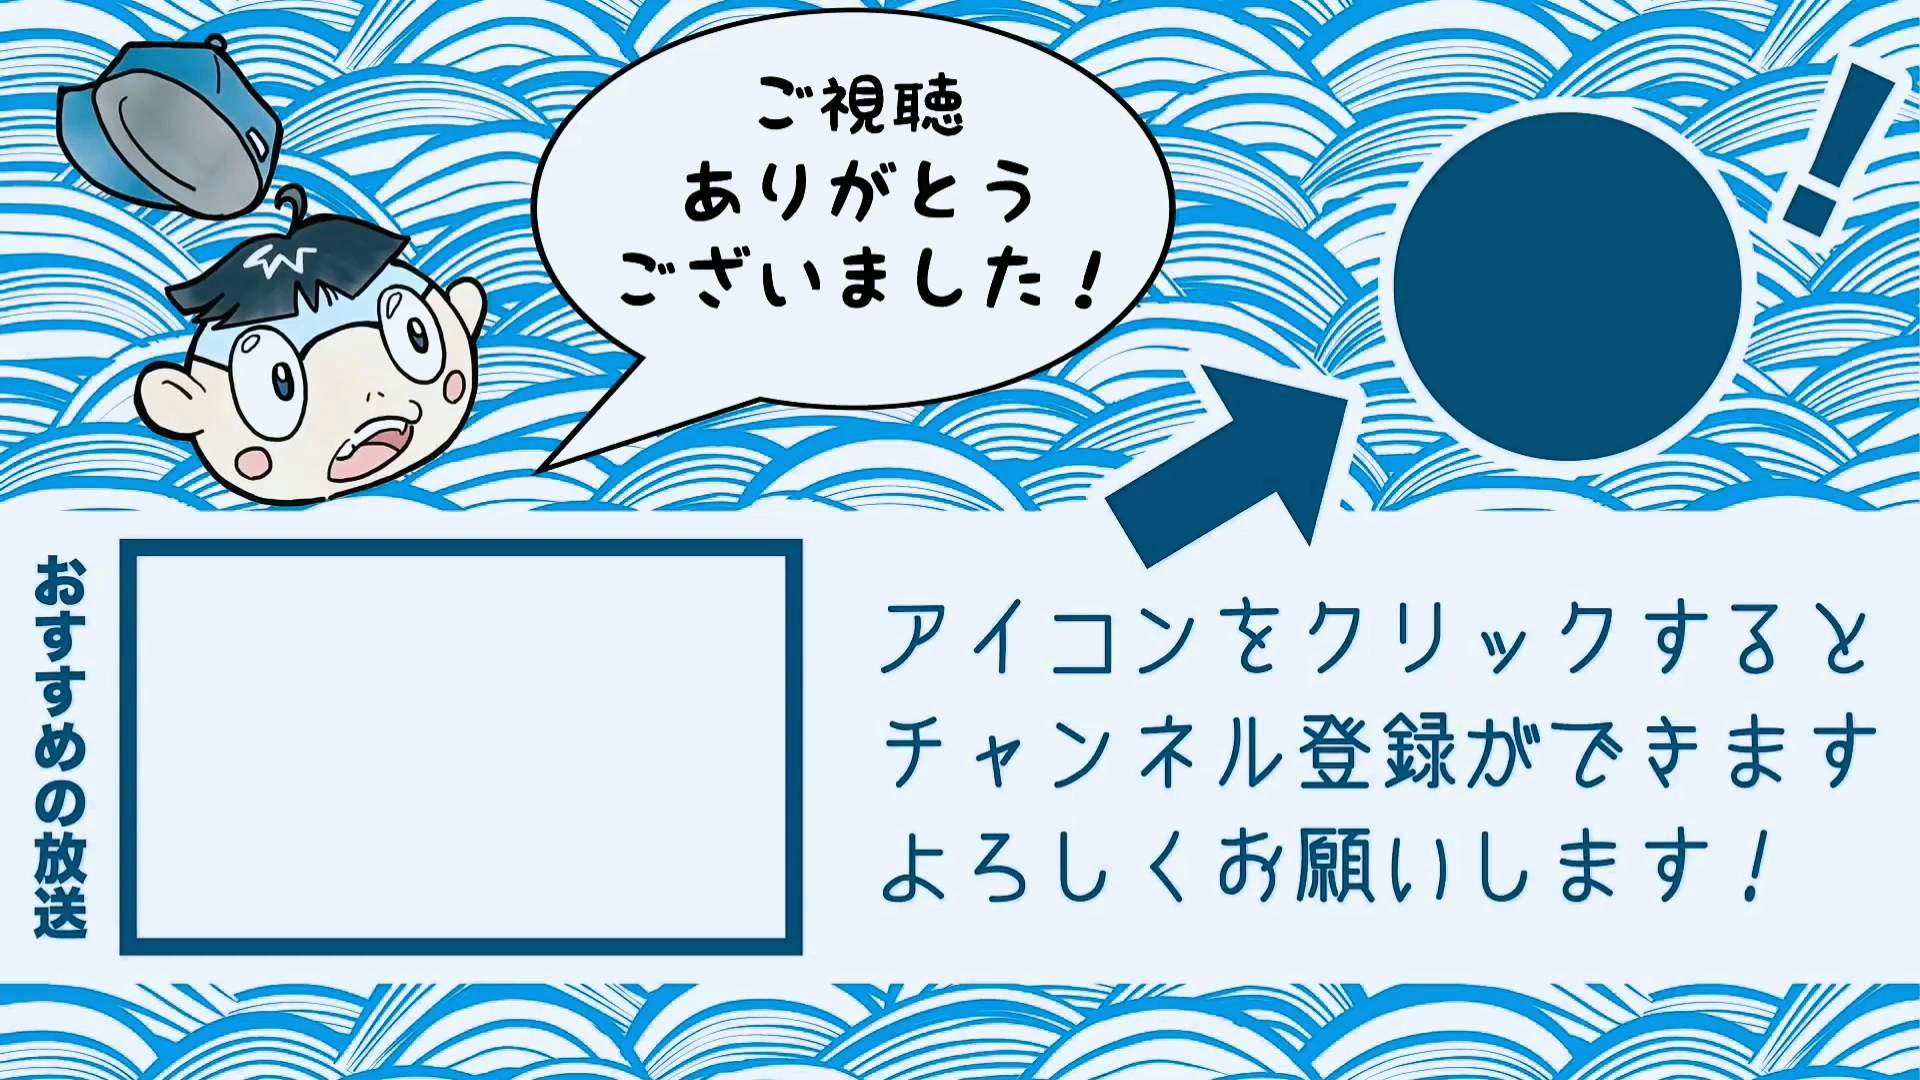 ご視聴
ありがとう
ございました！
おすすめの放送
アイコンをクリックすると
チャンネル登録ができます
よろしくお願いします！